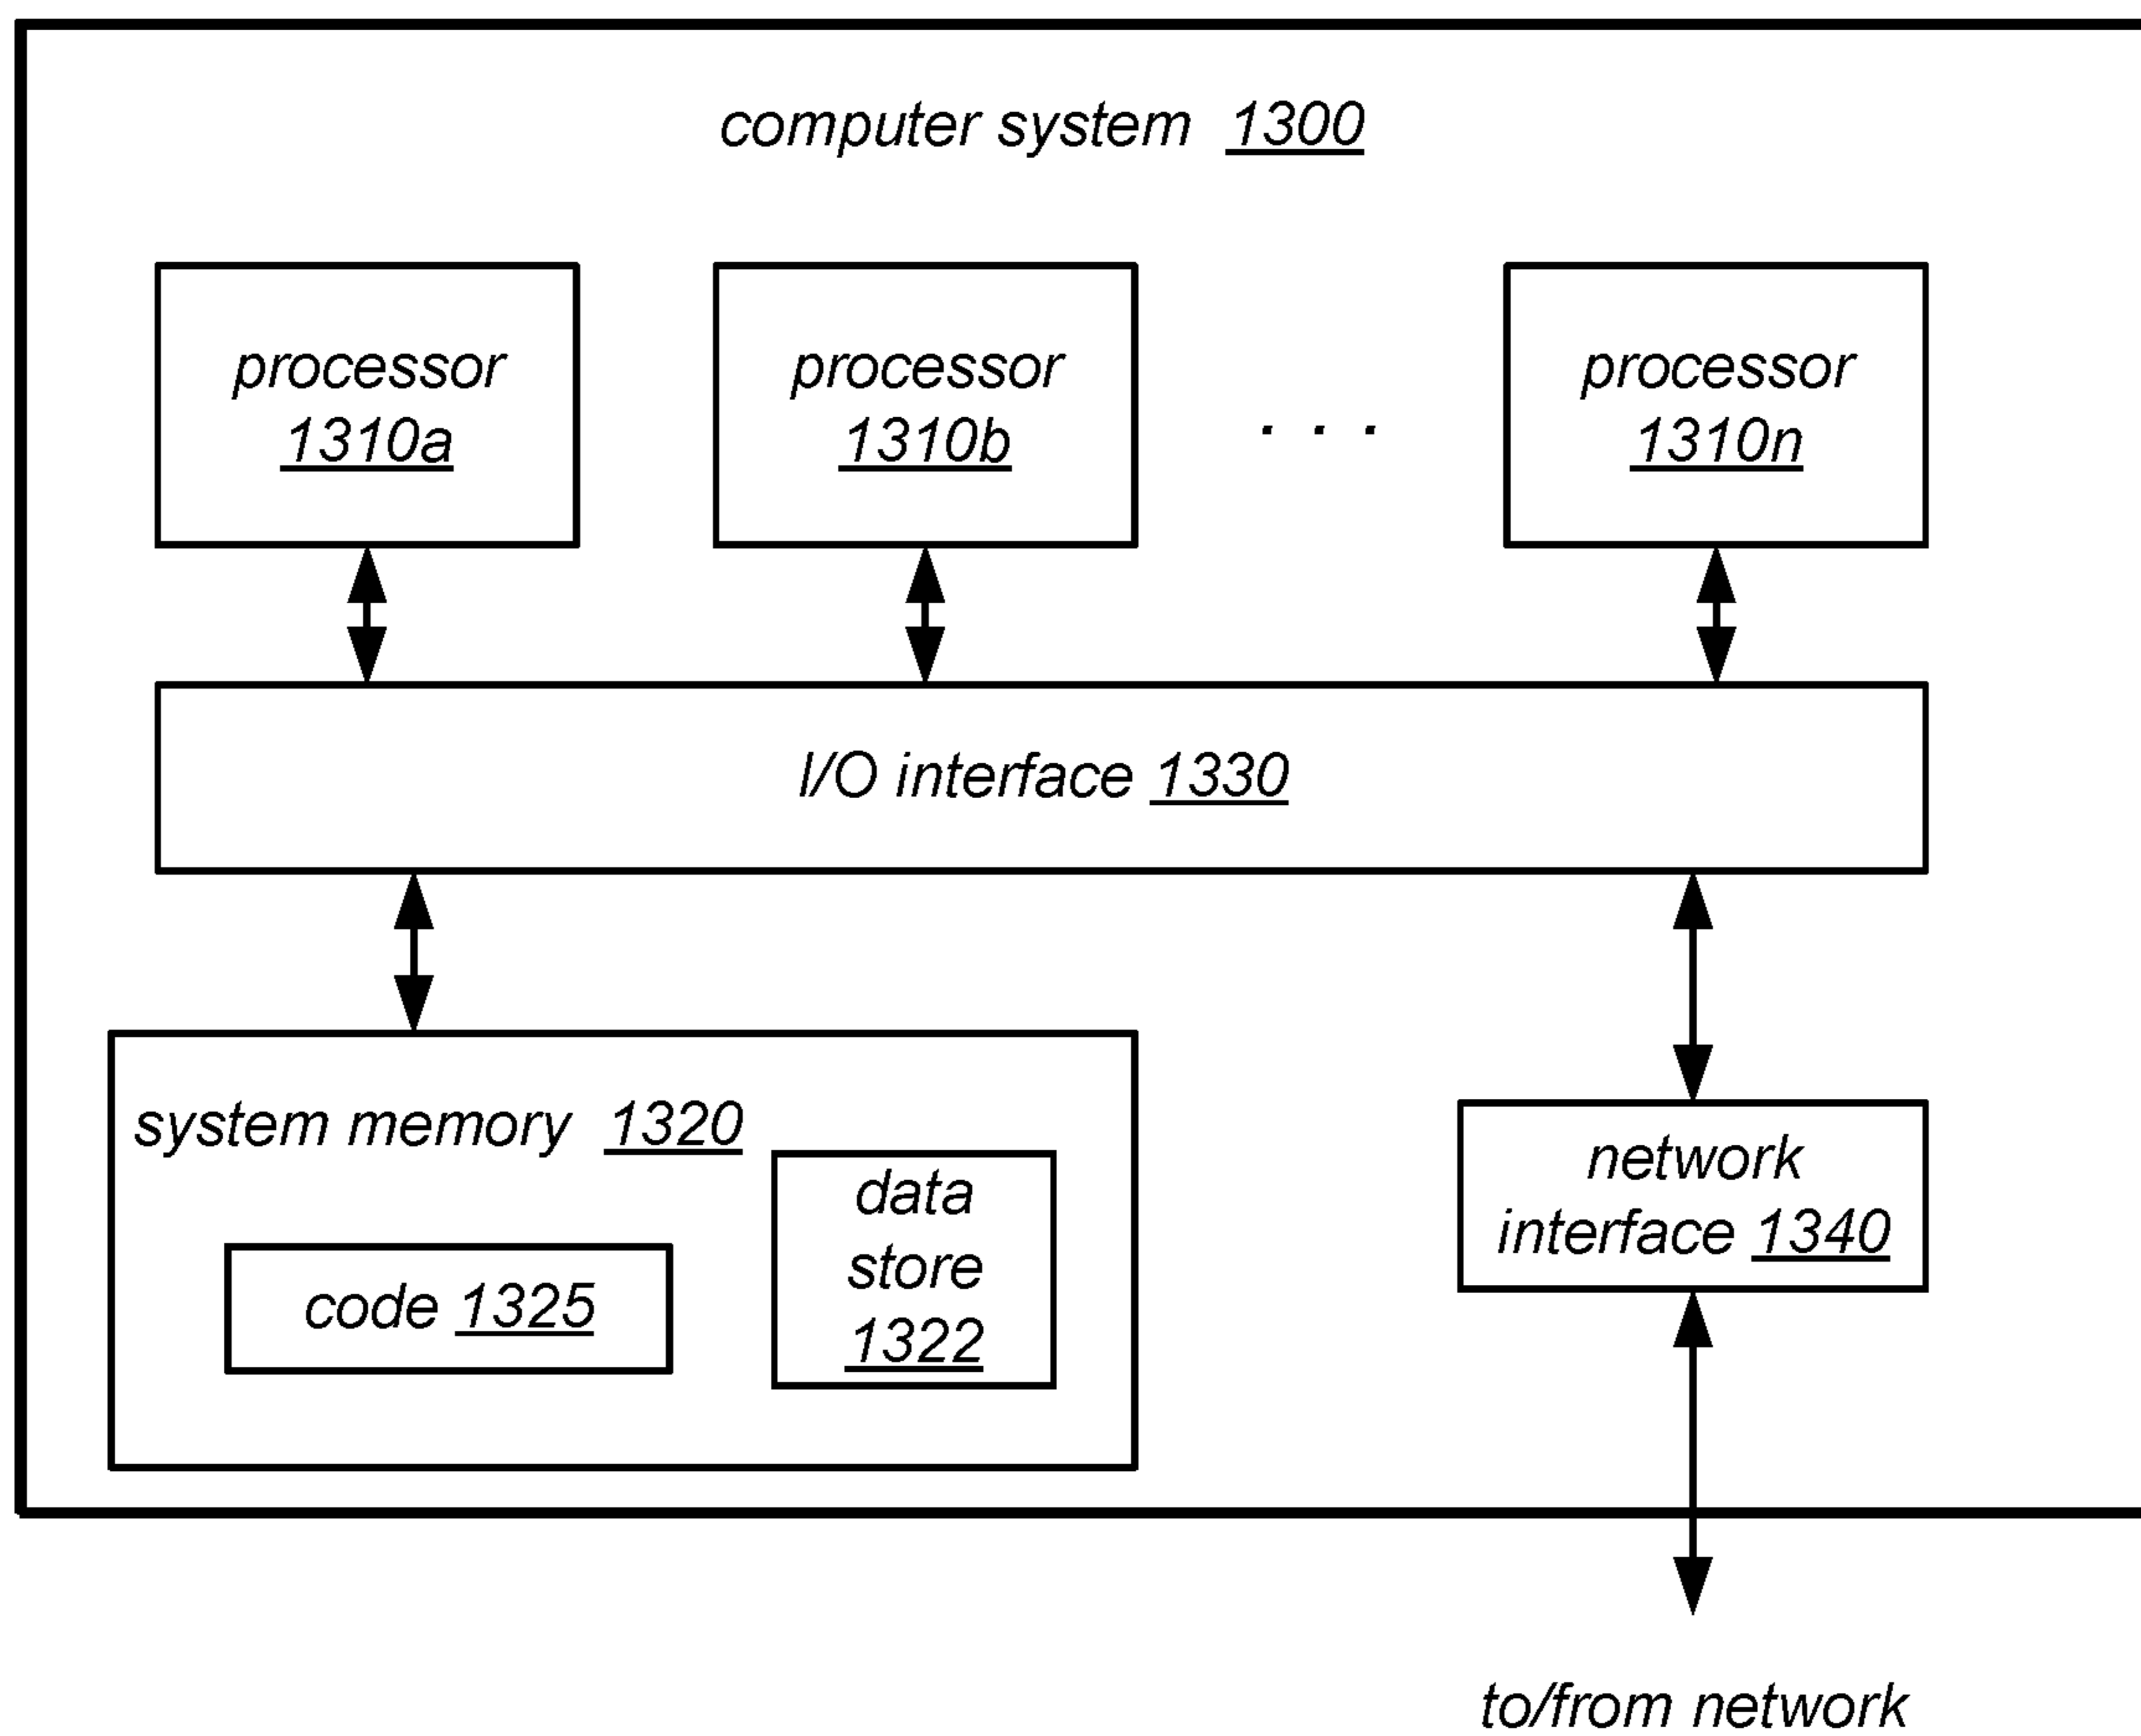 computer system 1300
processor
1310a
processor
1310b
. . .
processor
1310n
I/O interface 1330
system memory 1320
data
store
1322
code 1325
network
interface 1340
to/from network